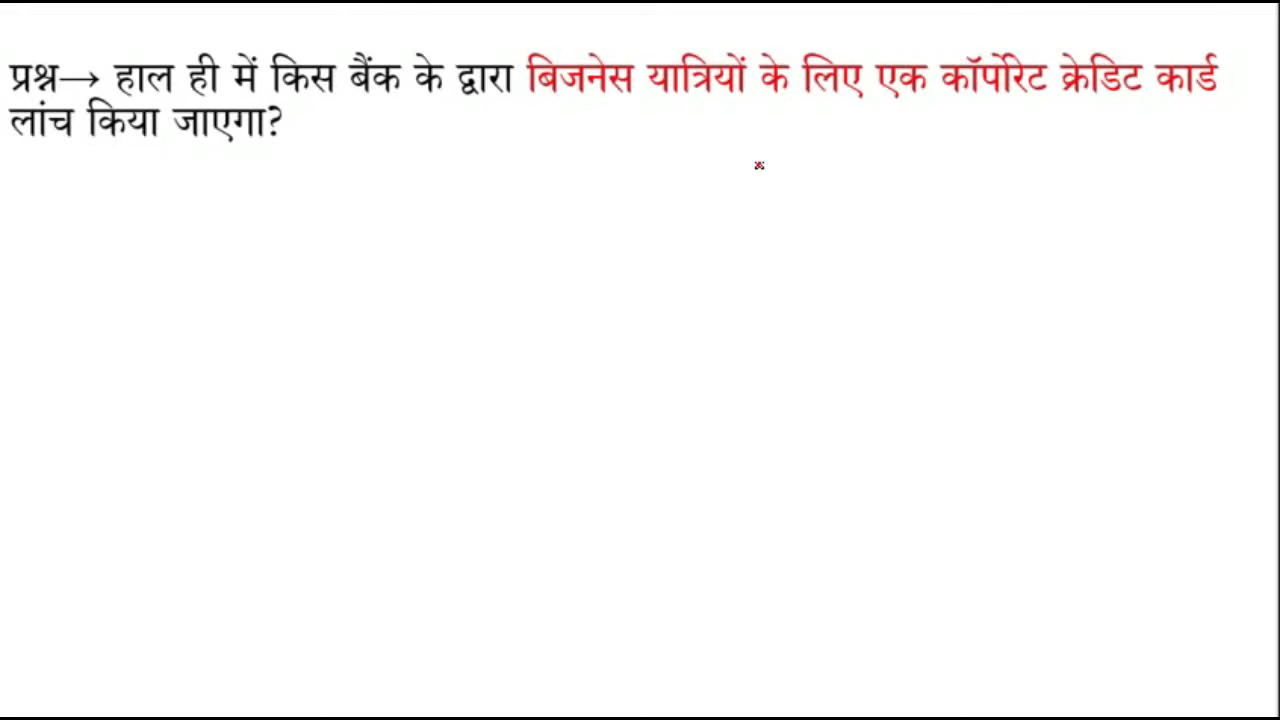 प्रश्न→ हाल ही में किस बैंक के द्वारा बिजनेस यात्रियों के लिए एक कॉर्पोरेट क्रेडिट कार्ड
लांच किया जाएगा?